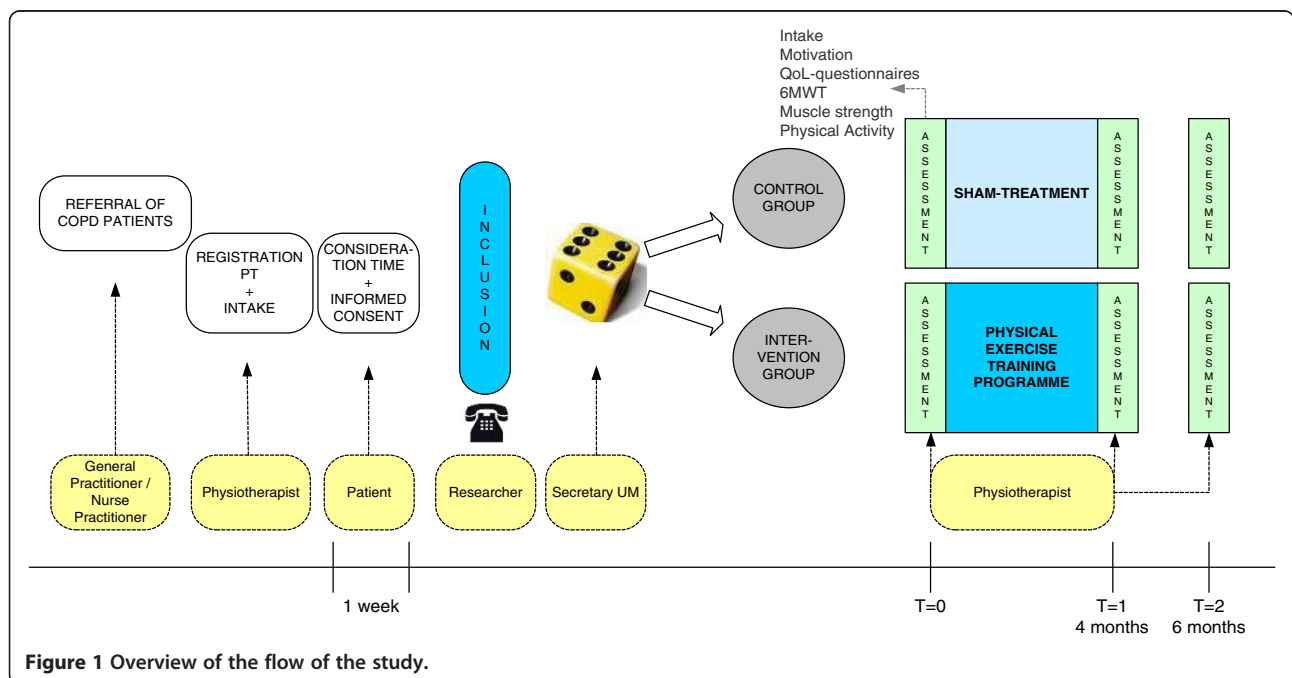 Intake
Motivation
QoL-questionnaires
6MWT
Muscle strength
Physical Activity
REFERRAL OF
COPD PATIENTS
REGISTRATION
PT
+
INTAKE
CONSIDERA-
TION TIME
+
INFORMED
CONSENT
INCLUSION
CONTROL
GROUP
INTER-
VENTION
GROUP
ASSESSMENT
SHAM-TREATMENT
ASSESSMENT
ASSESSMENT
ASSESSMENT
PHYSICAL
EXERCISE
TRAINING
PROGRAMME
ASSESSMENT
ASSESSMENT
General
Practitioner /
Nurse
Practitioner
Physiotherapist
Patient
Researcher
Secretary UM
Physiotherapist
1 week
T=0
T=1
4 months
T=2
6 months
Figure 1 Overview of the flow of the study.